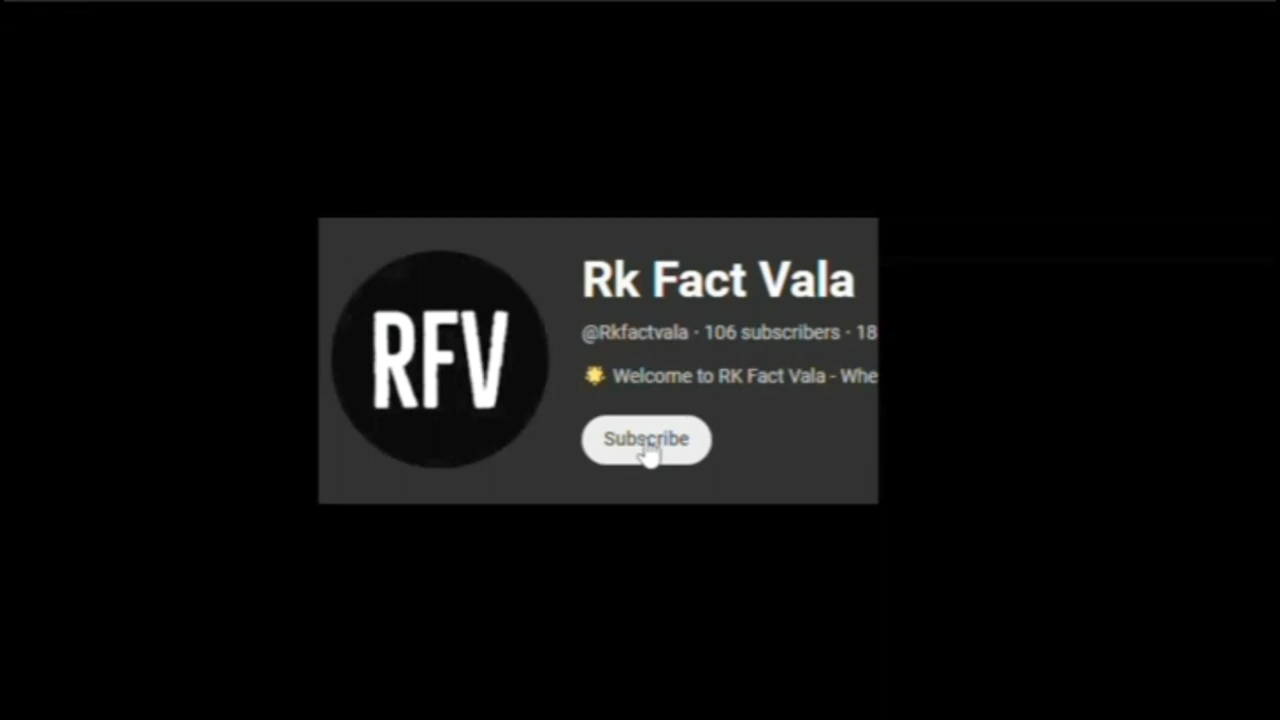 RFV
Rk Fact Vala
@Rkfactvala · 106 subscribers · 18
🌟 Welcome to RK Fact Vala - Whe
Subscribe